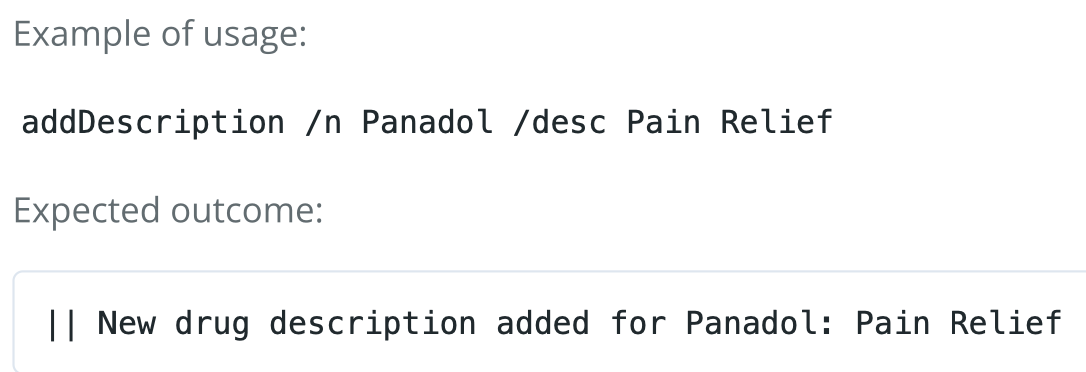 Example of usage:
addDescription /n Panadol /desc Pain Relief
Expected outcome:
|| New drug description added for Panadol: Pain Relief